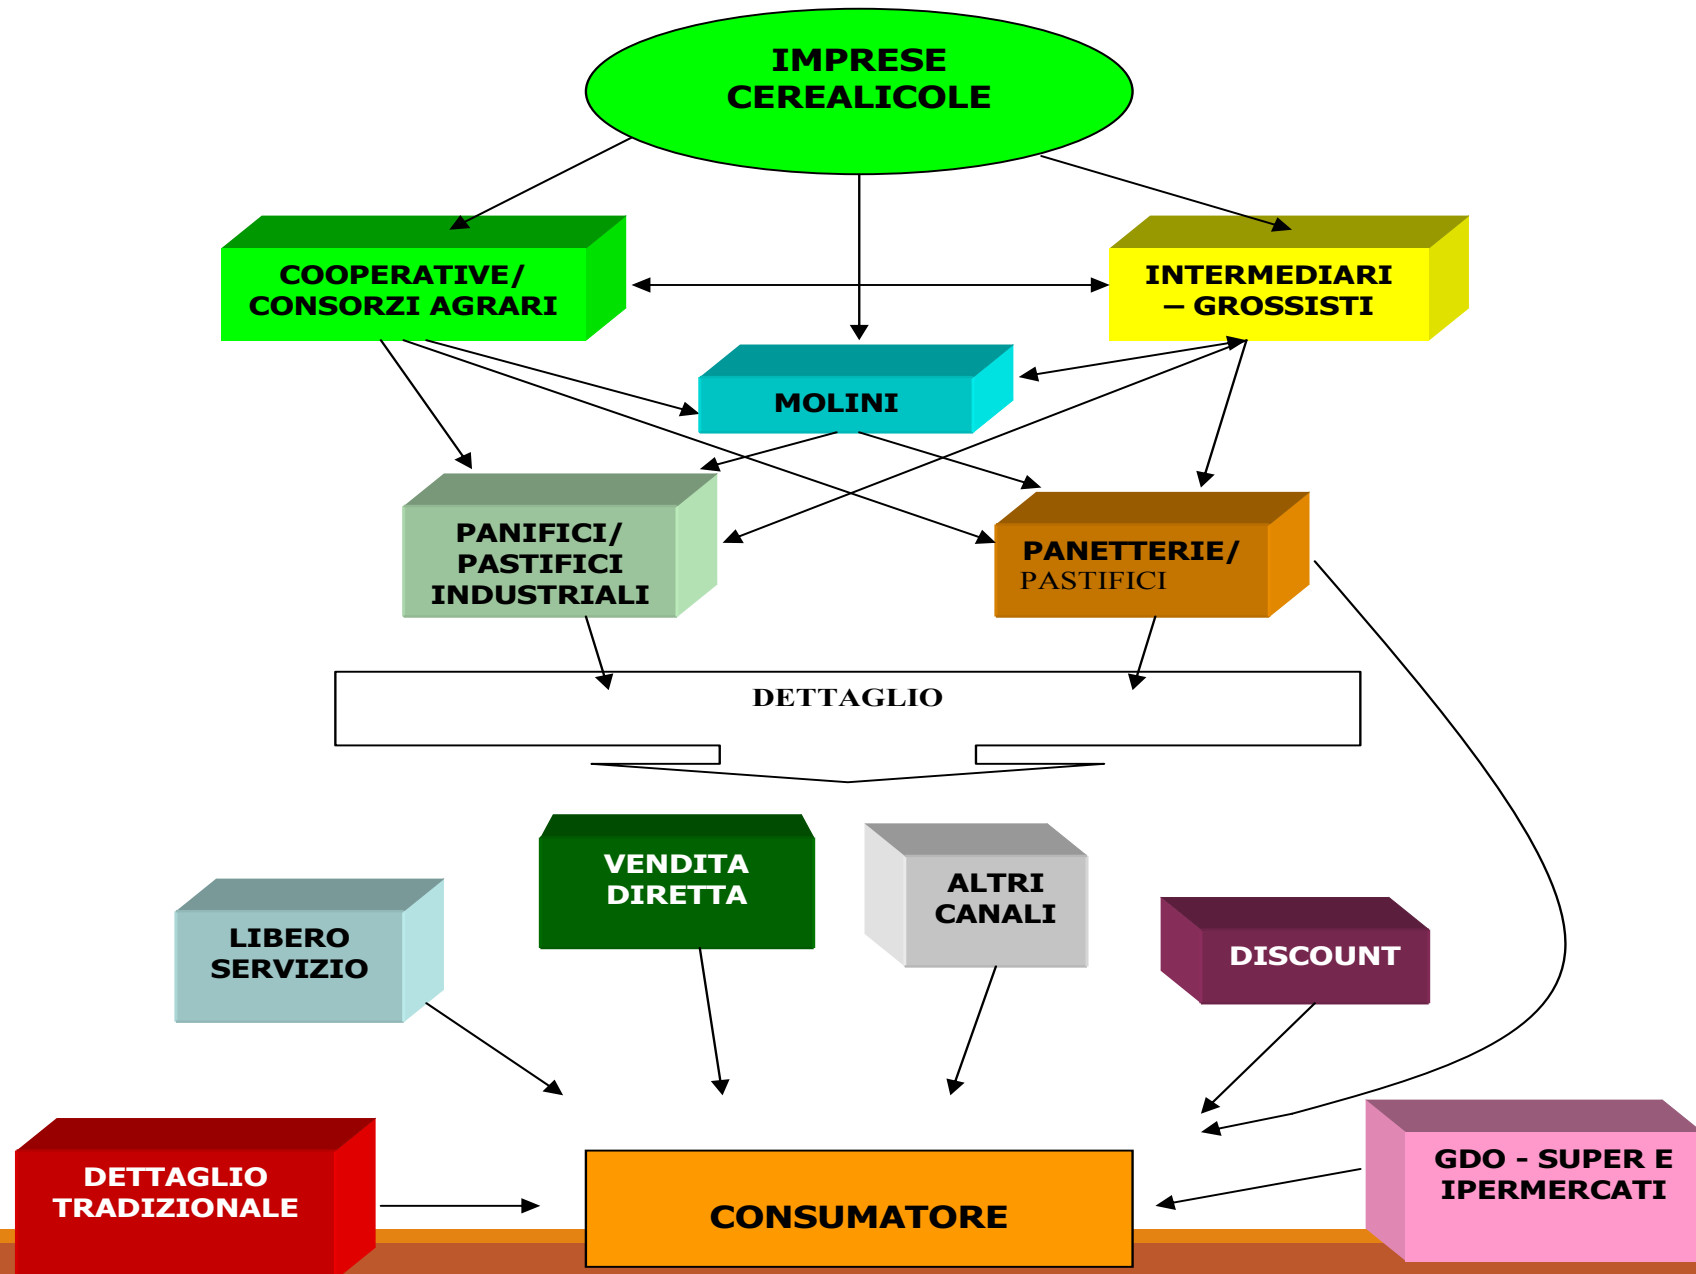 IMPRESE
CEREALICOLE
COOPERATIVE/
CONSORZI AGRARI
INTERMEDIARI
– GROSSISTI
MOLINI
PANIFICI/
PASTIFICI
INDUSTRIALI
PANETTERIE/
PASTIFICI
DETTAGLIO
VENDITA
DIRETTA
ALTRI
CANALI
LIBERO
SERVIZIO
DISCOUNT
DETTAGLIO
TRADIZIONALE
CONSUMATORE
GDO - SUPER E
IPERMERCATI